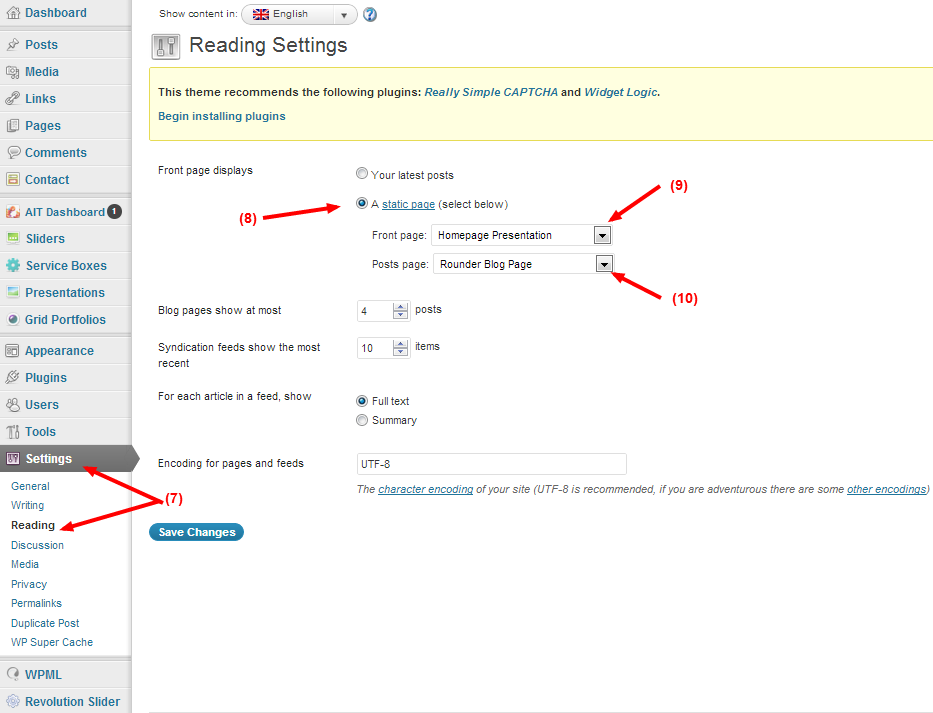 Dashboard
Posts
Media
Links
Pages
Comments
Contact
AIT Dashboard 1
Sliders
Service Boxes
Presentations
Grid Portfolios
Appearance
Plugins
Users
Tools
Settings
(7)
General
Writing
Reading
Discussion
Media
Privacy
Permalinks
Duplicate Post
WP Super Cache
WPML
Revolution Slider
Show content in: English ?
Reading Settings
This theme recommends the following plugins: Really Simple CAPTCHA and Widget Logic.
Begin installing plugins
Front page displays
Your latest posts
(8)
A static page (select below)
(9)
Front page: Homepage Presentation
Posts page: Rounder Blog Page
(10)
Blog pages show at most 4 posts
Syndication feeds show the most
recent
10 items
For each article in a feed, show
Full text
Summary
Encoding for pages and feeds UTF-8
The character encoding of your site (UTF-8 is recommended, if you are adventurous there are some other encodings)
Save Changes